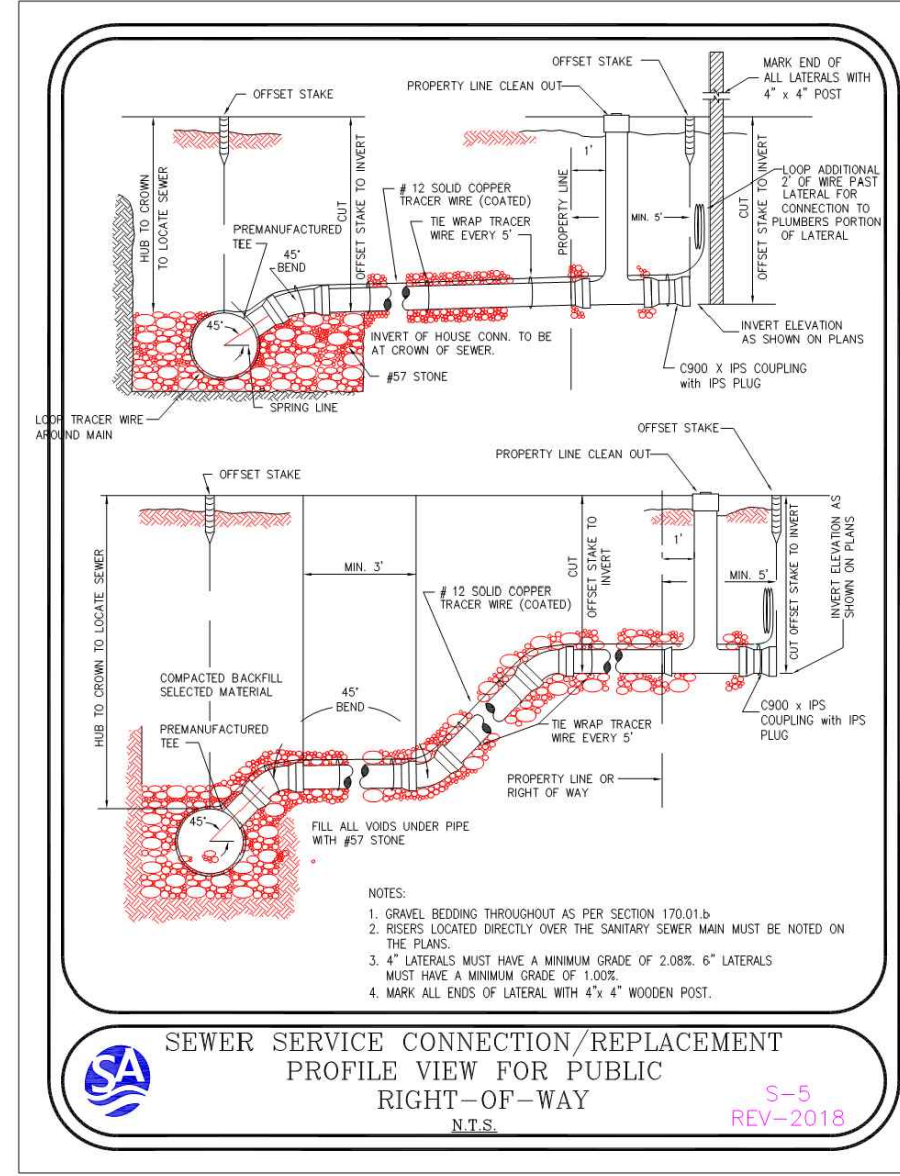 OFFSET STAKE
MARK END OF
ALL LATERALS WITH
4" x 4" POST
PROPERTY LINE CLEAN OUT
OFFSET STAKE
HUB TO CROWN
TO LOCATE SEWER
CUT
OFFSET STAKE TO INVERT
1'
PROPERTY LINE
MIN. 5'
CUT
OFFSET STAKE TO INVERT
LOOP ADDITIONAL
2' OF WIRE PAST
LATERAL FOR
CONNECTION TO
PLUMBERS PORTION
OF LATERAL
# 12 SOLID COPPER
TRACER WIRE (COATED)
TIE WRAP TRACER
WIRE EVERY 5'
PREMANUFACTURED
TEE
45°
BEND
45°
INVERT OF HOUSE CONN. TO BE
AT CROWN OF SEWER.
#57 STONE
INVERT ELEVATION
AS SHOWN ON PLANS
C900 X IPS COUPLING
with IPS PLUG
SPRING LINE
LOOP TRACER WIRE
AROUND MAIN
OFFSET STAKE
PROPERTY LINE CLEAN OUT
OFFSET STAKE
HUB TO CROWN TO LOCATE SEWER
MIN. 3'
# 12 SOLID COPPER
TRACER WIRE (COATED)
CUT
OFFSET STAKE TO
INVERT
1'
MIN. 5'
CUT OFFSET STAKE TO INVERT
INVERT ELEVATION AS
SHOWN ON PLANS
COMPACTED BACKFILL
SELECTED MATERIAL
45°
BEND
PREMANUFACTURED
TEE
C900 x IPS
COUPLING with IPS
PLUG
TIE WRAP TRACER
WIRE EVERY 5'
PROPERTY LINE OR
RIGHT OF WAY
45°
FILL ALL VOIDS UNDER PIPE
WITH #57 STONE
NOTES:
1. GRAVEL BEDDING THROUGHOUT AS PER SECTION 170.01.b
2. RISERS LOCATED DIRECTLY OVER THE SANITARY SEWER MAIN MUST BE NOTED ON
THE PLANS.
3. 4" LATERALS MUST HAVE A MINIMUM GRADE OF 2.08%. 6" LATERALS
MUST HAVE A MINIMUM GRADE OF 1.00%.
4. MARK ALL ENDS OF LATERAL WITH 4"x 4" WOODEN POST.
SA
SEWER SERVICE CONNECTION/REPLACEMENT
PROFILE VIEW FOR PUBLIC
RIGHT-OF-WAY
N.T.S.
S-5
REV-2018